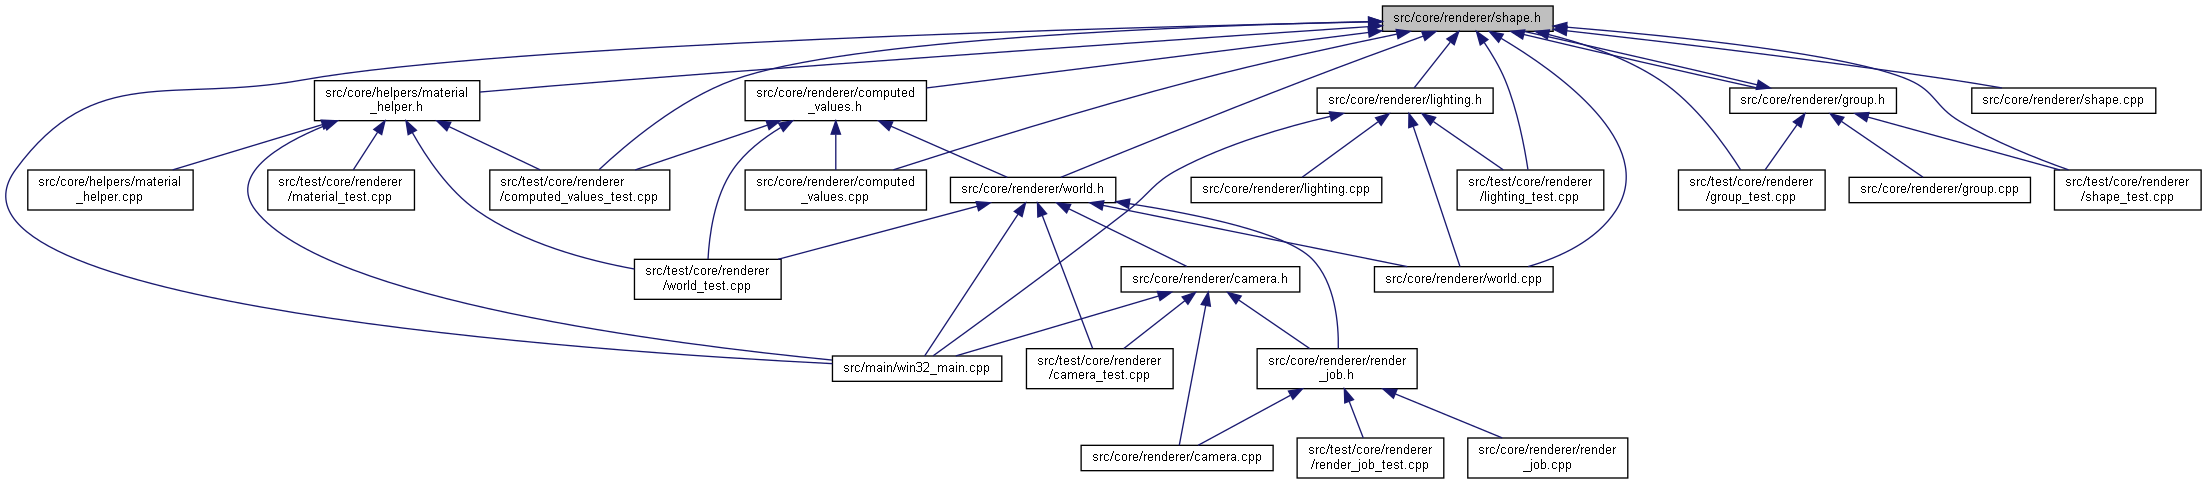 src/core/renderer/shape.h
src/core/helpers/material
_helper.h
src/core/renderer/computed
_values.h
src/core/renderer/lighting.h
src/core/renderer/group.h
src/core/renderer/shape.cpp
src/core/helpers/material
_helper.cpp
src/test/core/renderer
/material_test.cpp
src/test/core/renderer
/computed_values_test.cpp
src/core/renderer/computed
_values.cpp
src/core/renderer/world.h
src/core/renderer/lighting.cpp
src/test/core/renderer
/lighting_test.cpp
src/test/core/renderer
/group_test.cpp
src/core/renderer/group.cpp
src/test/core/renderer
/shape_test.cpp
src/test/core/renderer
/world_test.cpp
src/core/renderer/camera.h
src/core/renderer/world.cpp
src/main/win32_main.cpp
src/test/core/renderer
/camera_test.cpp
src/core/renderer/render
_job.h
src/core/renderer/camera.cpp
src/test/core/renderer
/render_job_test.cpp
src/core/renderer/render
_job.cpp